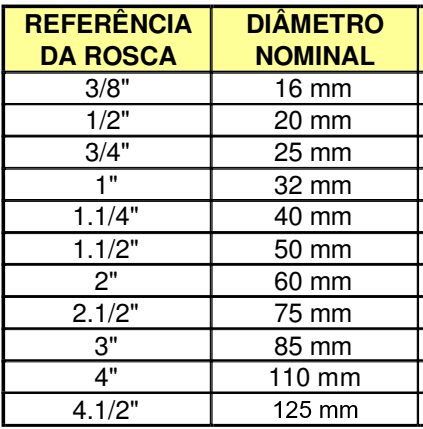 REFERÊNCIA DIÂMETRO
DA ROSCA NOMINAL
3/8" 16 mm
1/2" 20 mm
3/4" 25 mm
1" 32 mm
1.1/4" 40 mm
1.1/2" 50 mm
2" 60 mm
2.1/2" 75 mm
3" 85 mm
4" 110 mm
4.1/2" 125 mm